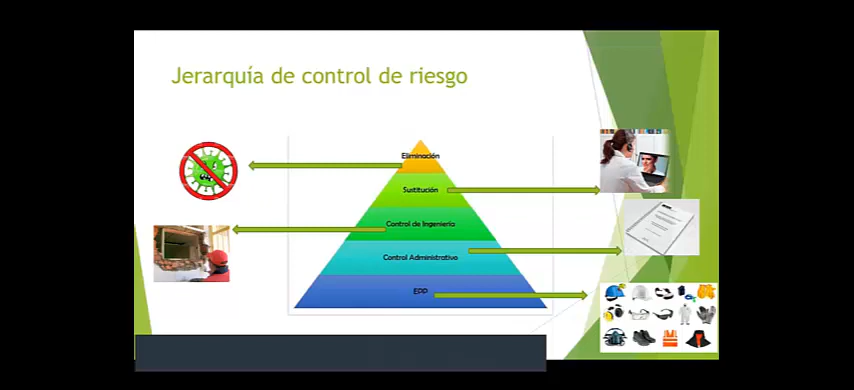 Jerarquía de control de riesgo
Eliminación
Sustitución
Control de Ingeniería
Control Administrativo
EPP